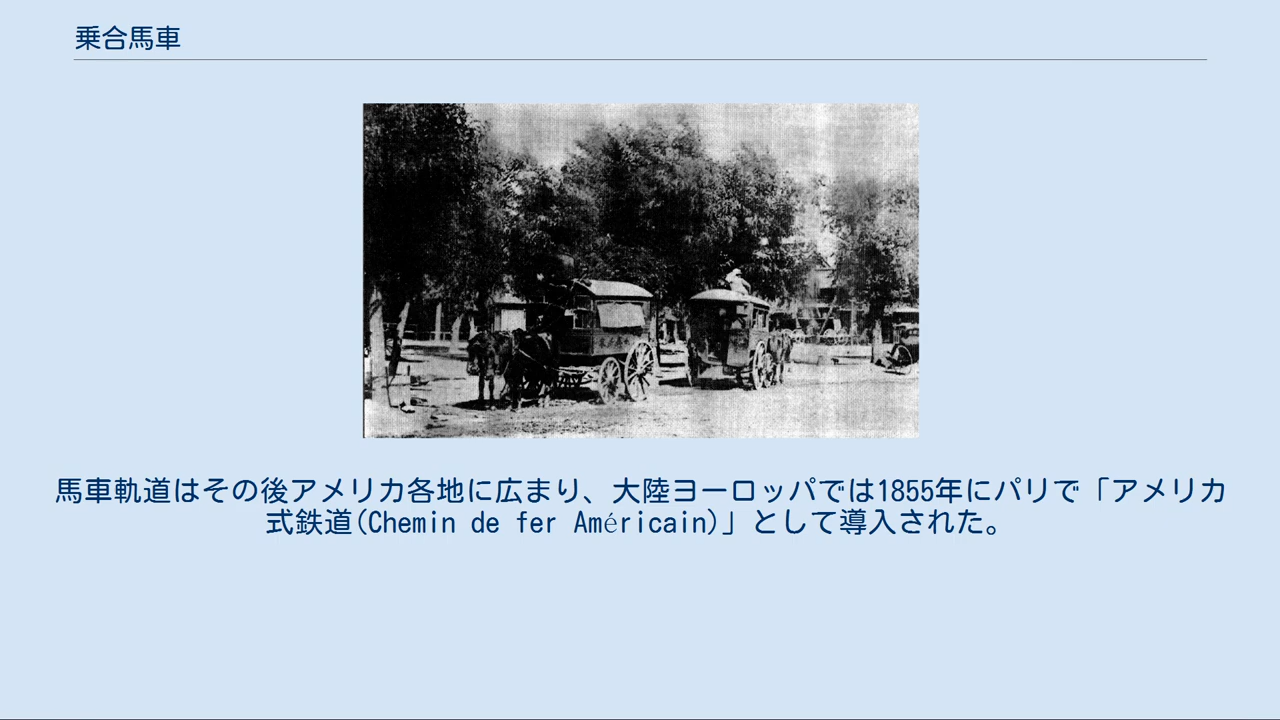 乗合馬車
馬車軌道はその後アメリカ各地に広まり、大陸ヨーロッパでは1855年にパリで「アメリカ
式鉄道(Chemin de fer Américain)」として導入された。